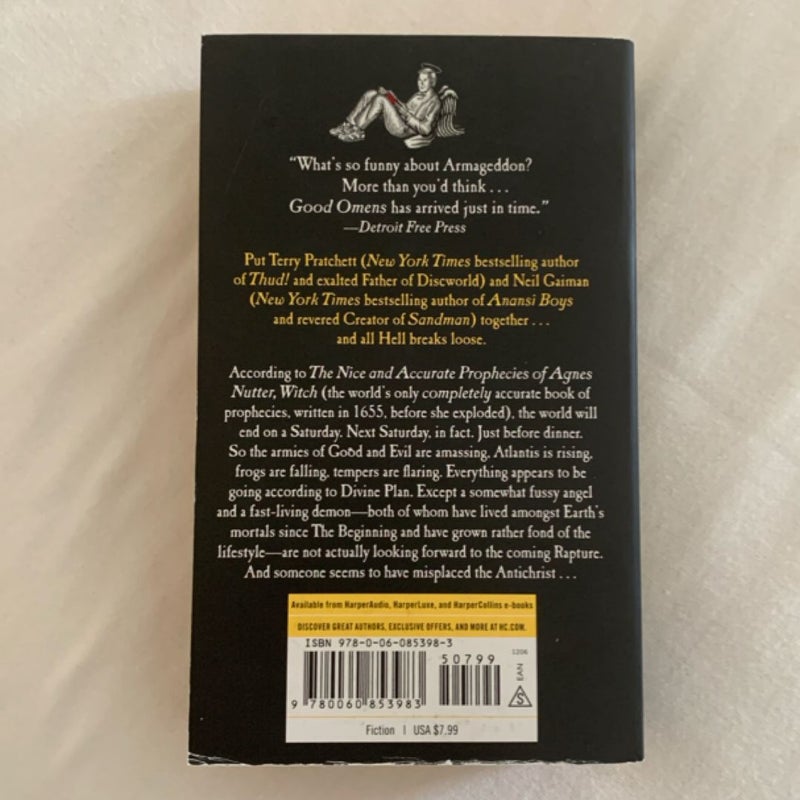 “What’s so funny about Armageddon?
More than you’d think . . .
Good Omens has arrived just in time.”
—Detroit Free Press
Put Terry Pratchett (New York Times bestselling author
of Thud! and exalted Father of Discworld) and Neil Gaiman
(New York Times bestselling author of Anansi Boys
and revered Creator of Sandman) together . . .
and all Hell breaks loose.
According to The Nice and Accurate Prophecies of Agnes
Nutter, Witch (the world’s only completely accurate book of
prophecies, written in 1655, before she exploded), the world will
end on a Saturday. Next Saturday, in fact. Just before dinner.
So the armies of Good and Evil are amassing, Atlantis is rising,
frogs are falling, tempers are flaring. Everything appears to be
going according to Divine Plan. Except a somewhat fussy angel
and a fast-living demon—both of whom have lived amongst Earth’s
mortals since The Beginning and have grown rather fond of the
lifestyle—are not actually looking forward to the coming Rapture.
And someone seems to have misplaced the Antichrist . . .
Available from HarperAudio, HarperLuxe, and HarperCollins e-books
DISCOVER GREAT AUTHORS, EXCLUSIVE OFFERS, AND MORE AT HC.COM.
ISBN 978-0-06-085398-3
50799
1206
EAN
S
9 780060 853983
Fiction | USA $7.99